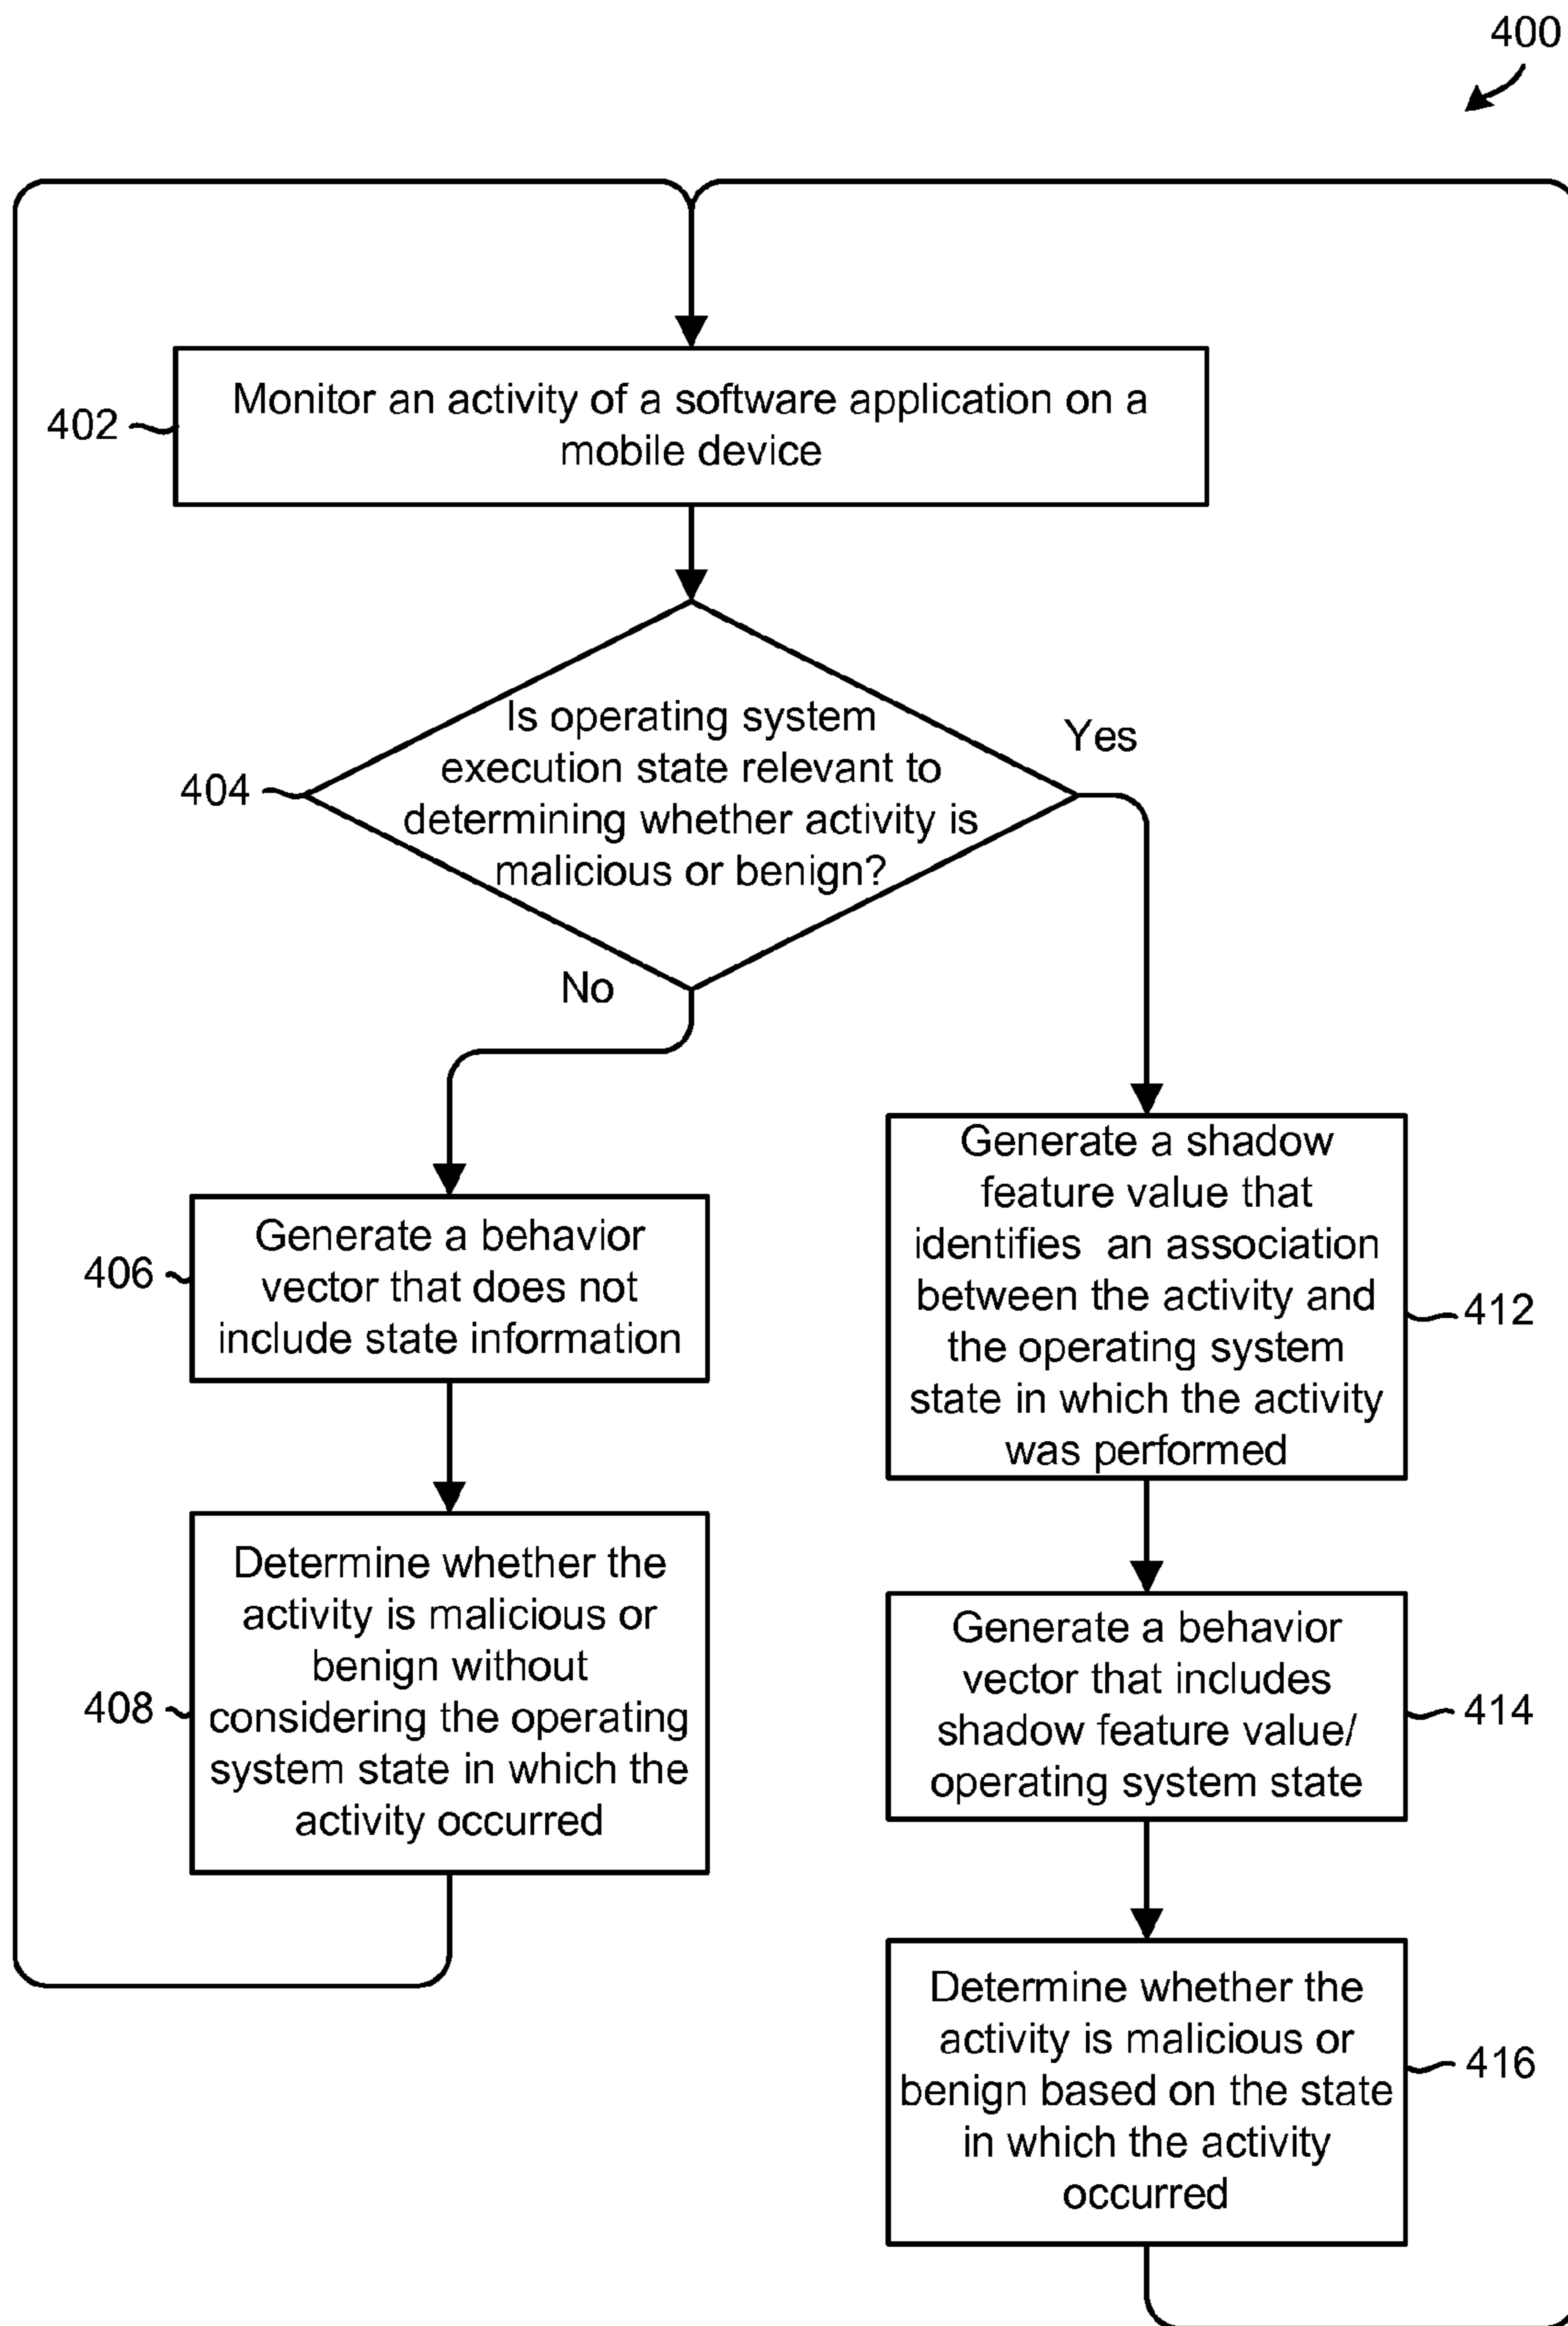 400
402
Monitor an activity of a software application on a
mobile device
404
Is operating system
execution state relevant to
determining whether activity is
malicious or benign?
Yes
No
406
Generate a behavior
vector that does not
include state information
408
Determine whether the
activity is malicious or
benign without
considering the operating
system state in which the
activity occurred
Generate a shadow
feature value that
identifies an association
between the activity and
the operating system
state in which the activity
was performed
412
Generate a behavior
vector that includes
shadow feature value/
operating system state
414
Determine whether the
activity is malicious or
benign based on the state
in which the activity
occurred
416